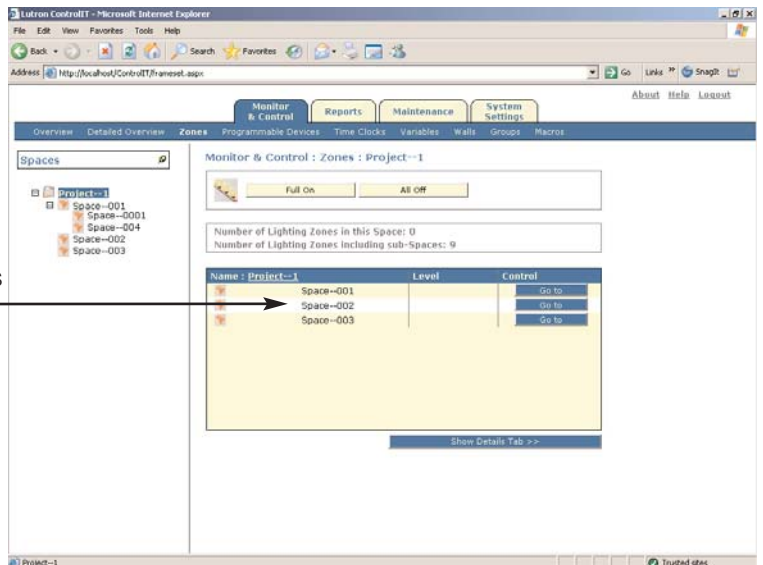 Lutron ControlIT - Microsoft Internet Explorer
File Edit View Favorites Tools Help
Back Search Favorites
Address http://localhost/ControlIT/frameset.aspx Go Links » SnagIt
About Help Logout
Monitor & Control Reports Maintenance System Settings
Overview Detailed Overview Zones Programmable Devices Time Clocks Variables Walls Groups Macros
Spaces
Project--1
Space--001
Space--0001
Space--004
Space--002
Space--003
Monitor & Control : Zones : Project--1
Full On All Off
Number of Lighting Zones in this Space: 0
Number of Lighting Zones including sub-Spaces: 9
Name : Project--1 Level Control
Space--001 Go to
Space--002 Go to
Space--003 Go to
Show Details Tab >>
s
Project--1 Trusted sites